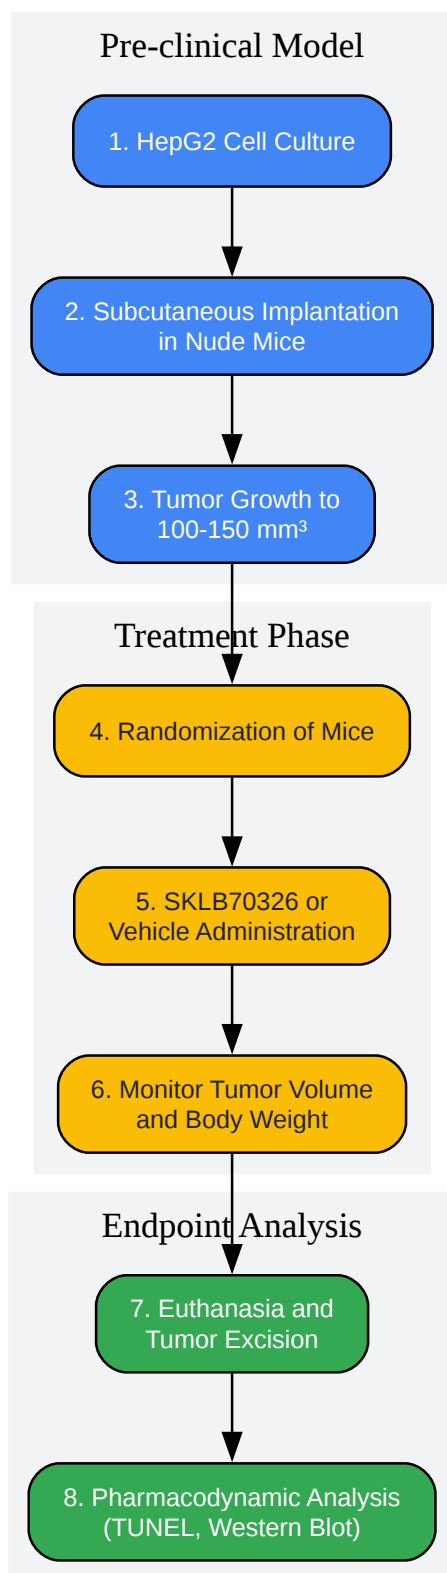 Pre-clinical Model
1. HepG2 Cell Culture
2. Subcutaneous Implantation
in Nude Mice
3. Tumor Growth to
100-150 mm³
Treatment Phase
4. Randomization of Mice
5. SKLB70326 or
Vehicle Administration
6. Monitor Tumor Volume
and Body Weight
Endpoint Analysis
7. Euthanasia and
Tumor Excision
8. Pharmacodynamic Analysis
(TUNEL, Western Blot)